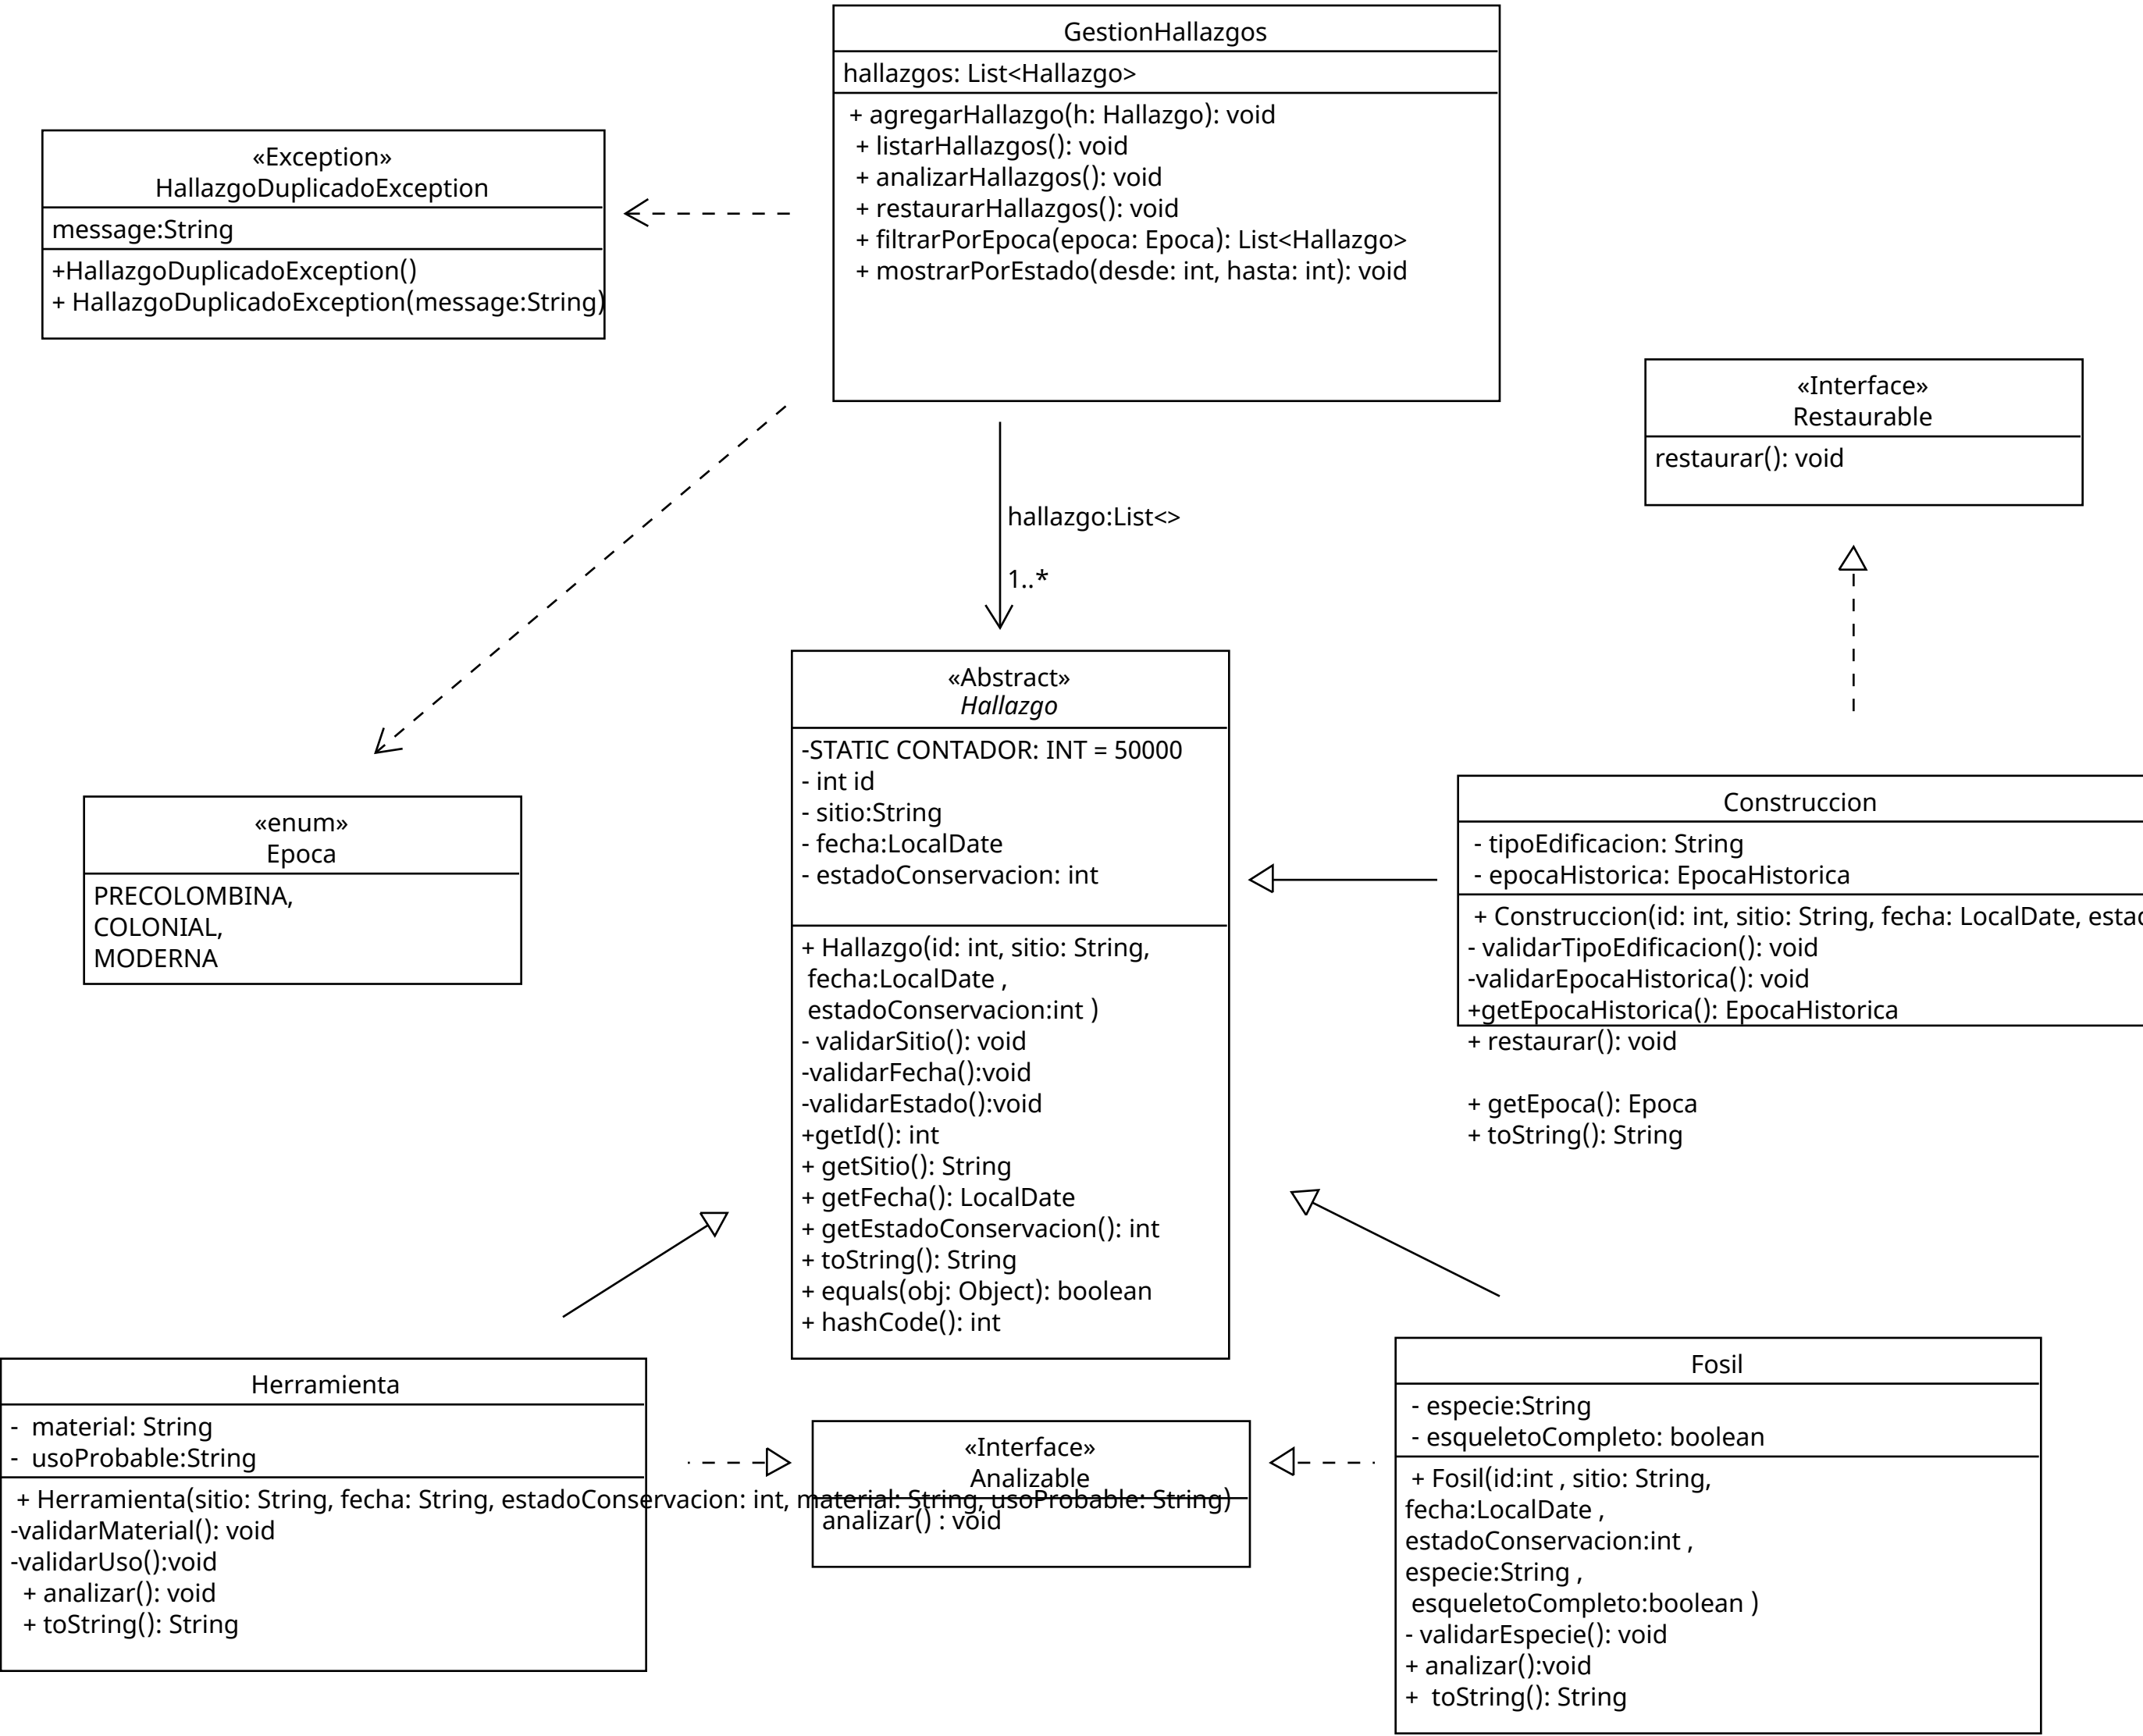 GestionHallazgos
hallazgos: List<Hallazgo>
+ agregarHallazgo(h: Hallazgo): void
+ listarHallazgos(): void
+ analizarHallazgos(): void
+ restaurarHallazgos(): void
+ filtrarPorEpoca(epoca: Epoca): List<Hallazgo>
+ mostrarPorEstado(desde: int, hasta: int): void
«Exception»
HallazgoDuplicadoException
message:String
+HallazgoDuplicadoException()
+ HallazgoDuplicadoException(message:String)
«Interface»
Restaurable
restaurar(): void
hallazgo:List<>
1..*
«Abstract»
Hallazgo
-STATIC CONTADOR: INT = 50000
- int id
- sitio:String
- fecha:LocalDate
- estadoConservacion: int
+ Hallazgo(id: int, sitio: String,
fecha:LocalDate ,
estadoConservacion:int )
- validarSitio(): void
-validarFecha():void
-validarEstado():void
+getId(): int
+ getSitio(): String
+ getFecha(): LocalDate
+ getEstadoConservacion(): int
+ toString(): String
+ equals(obj: Object): boolean
+ hashCode(): int
«enum»
Epoca
PRECOLOMBINA,
COLONIAL,
MODERNA
Construccion
- tipoEdificacion: String
- epocaHistorica: EpocaHistorica
+ Construccion(id: int, sitio: String, fecha: LocalDate,
- validarTipoEdificacion(): void
-validarEpocaHistorica(): void
+getEpocaHistorica(): EpocaHistorica
+ restaurar(): void
+ getEpoca(): Epoca
+ toString(): String
Herramienta
- material: String
- usoProbable:String
+ Herramienta(sitio: String, fecha: String, estadoConservacion: int, material: String, usoProbable: String)
-validarMaterial(): void
-validarUso():void
+ analizar(): void
+ toString(): String
«Interface»
Analizable
analizar() : void
Fosil
- especie:String
- esqueletoCompleto: boolean
+ Fosil(id:int , sitio: String,
fecha:LocalDate ,
estadoConservacion:int ,
especie:String ,
esqueletoCompleto:boolean )
- validarEspecie(): void
+ analizar():void
+ toString(): String